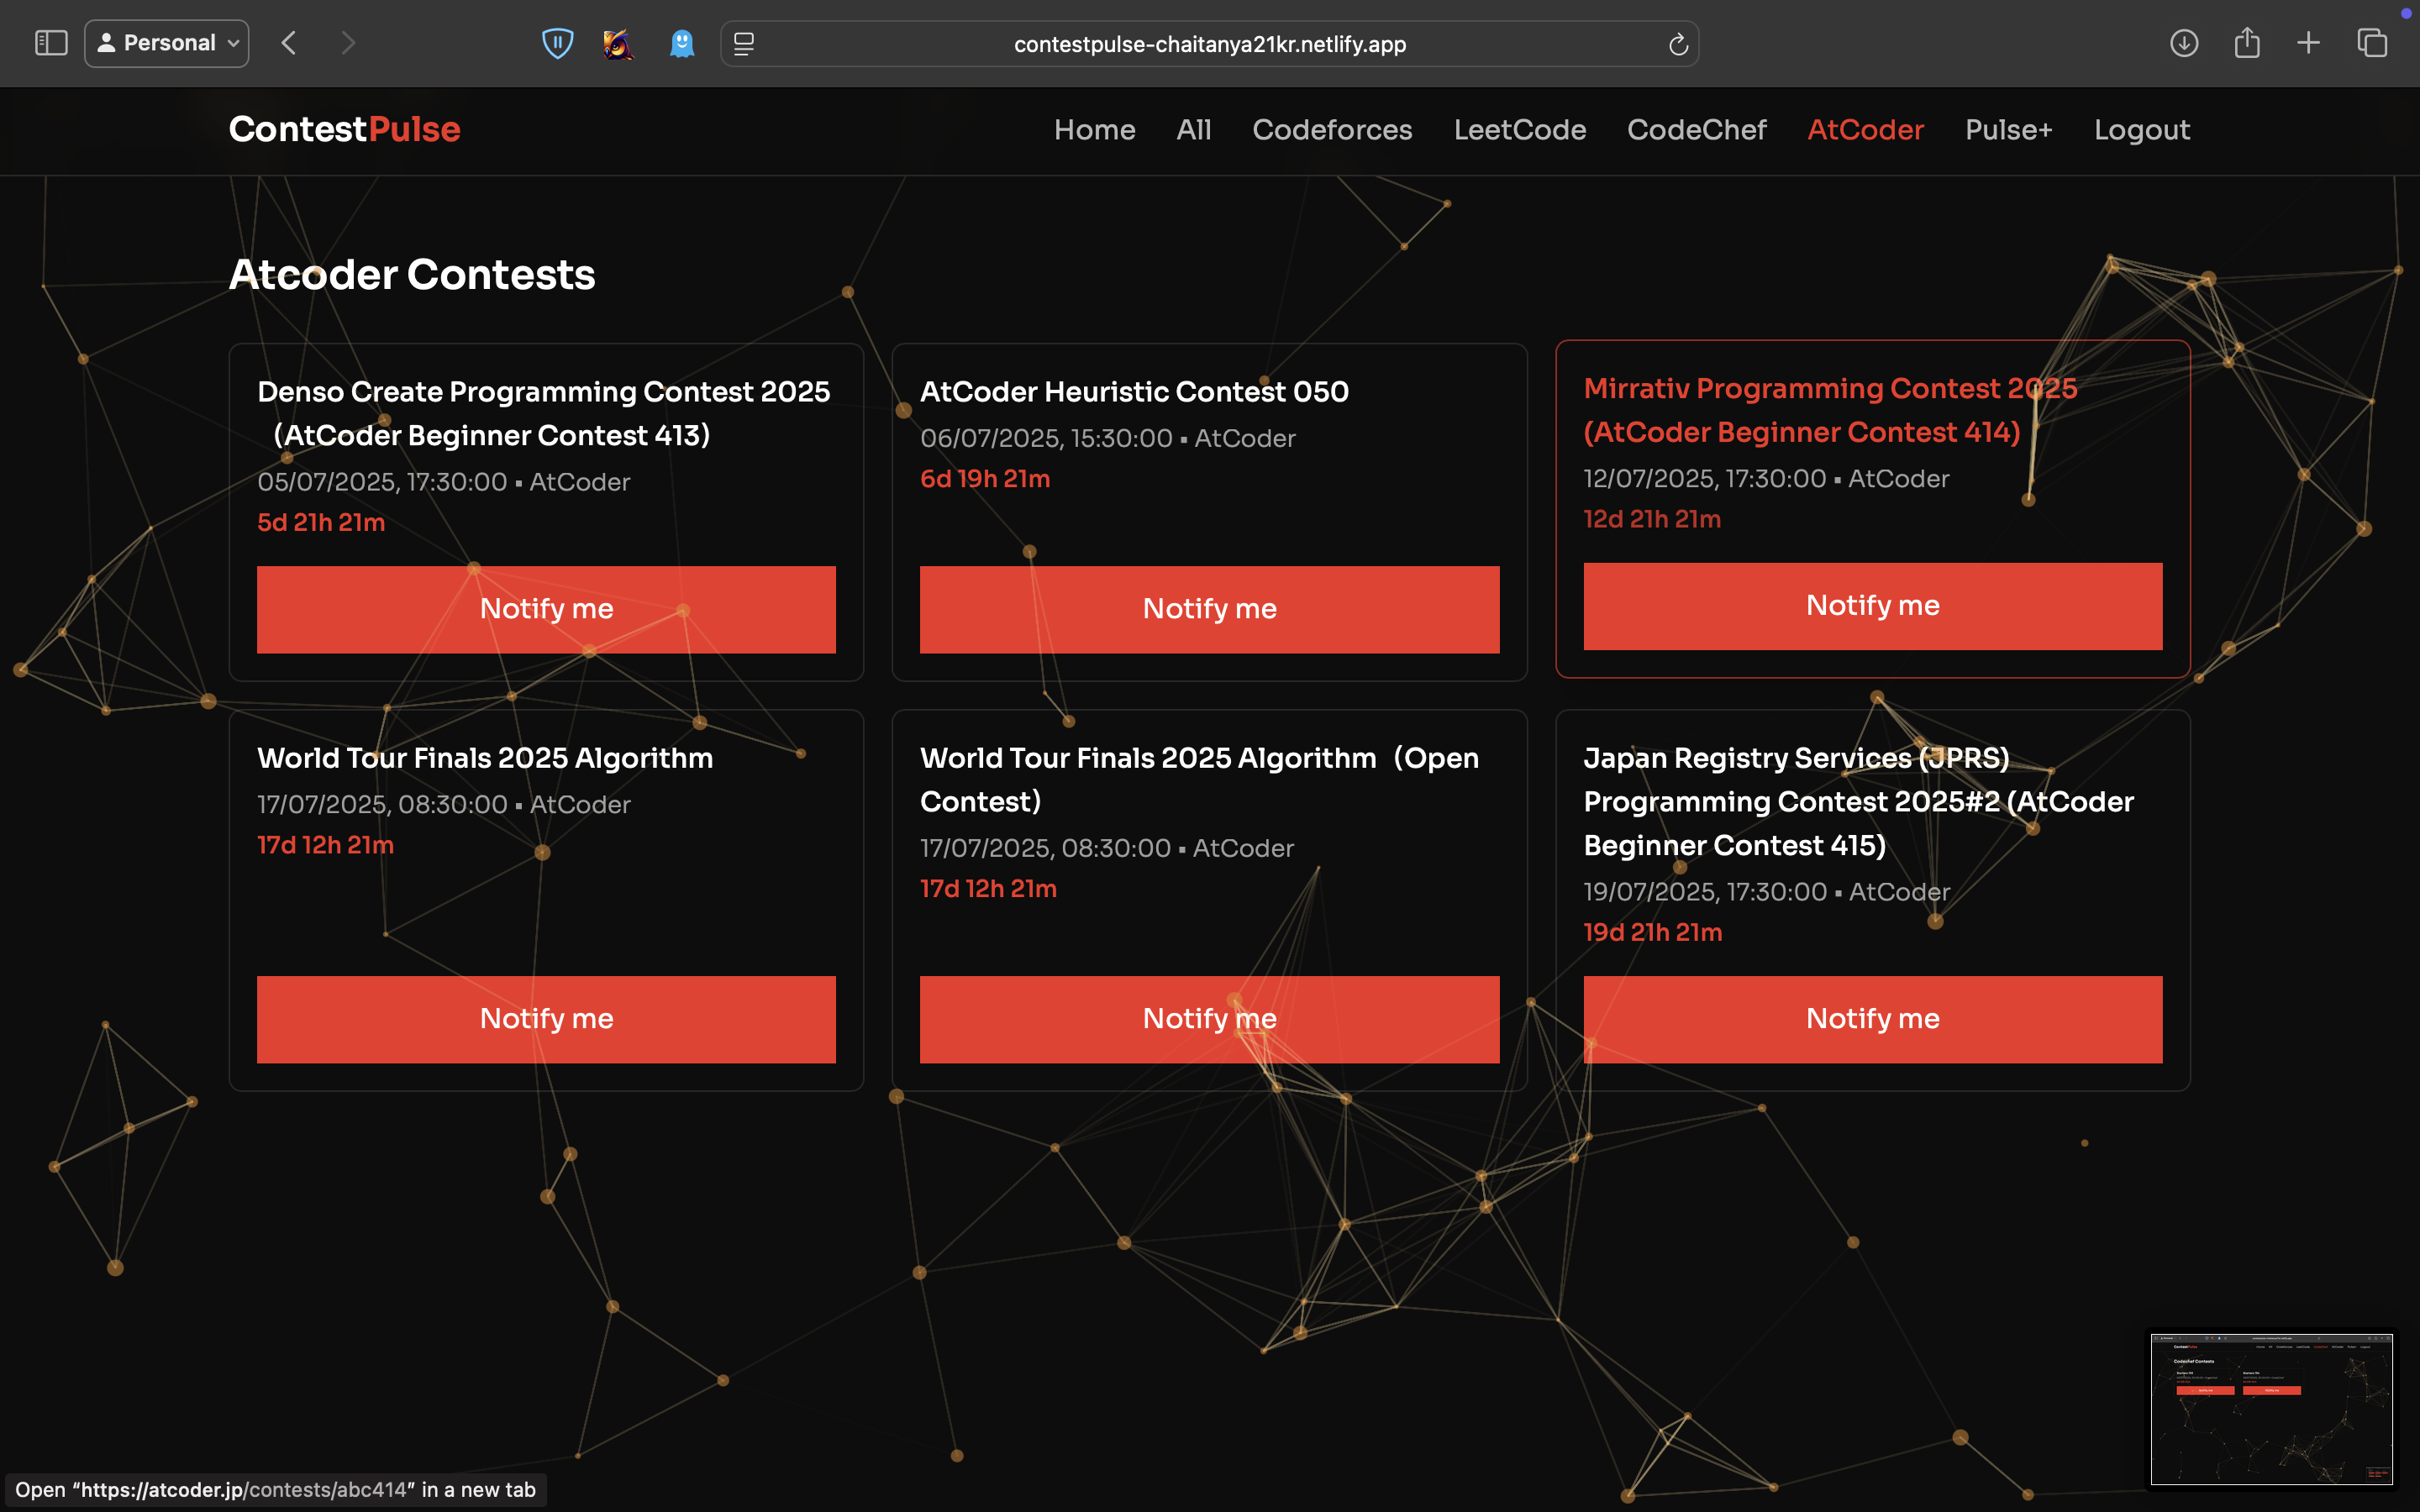 Personal
contestpulse-chaitanya21kr.netlify.app
ContestPulse
Home All Codeforces LeetCode CodeChef AtCoder Pulse+ Logout
Atcoder Contests
Denso Create Programming Contest 2025
（AtCoder Beginner Contest 413)
05/07/2025, 17:30:00 ▪ AtCoder
5d 21h 21m
Notify me
AtCoder Heuristic Contest 050
06/07/2025, 15:30:00 ▪ AtCoder
6d 19h 21m
Notify me
Mirrativ Programming Contest 2025
(AtCoder Beginner Contest 414)
12/07/2025, 17:30:00 ▪ AtCoder
12d 21h 21m
Notify me
World Tour Finals 2025 Algorithm
17/07/2025, 08:30:00 ▪ AtCoder
17d 12h 21m
Notify me
World Tour Finals 2025 Algorithm（Open
Contest)
17/07/2025, 08:30:00 ▪ AtCoder
17d 12h 21m
Notify me
Japan Registry Services (JPRS)
Programming Contest 2025#2 (AtCoder
Beginner Contest 415)
19/07/2025, 17:30:00 ▪ AtCoder
19d 21h 21m
Notify me
Codechef Contests
Open “https://atcoder.jp/contests/abc414” in a new tab